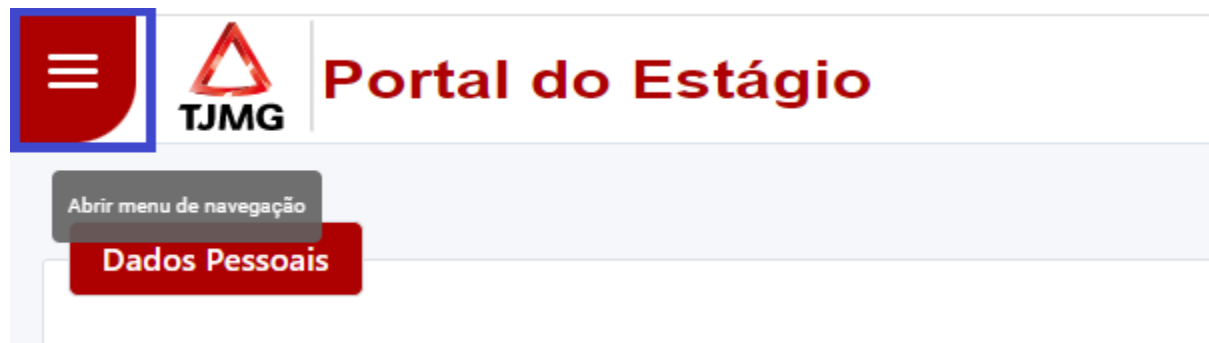 TJMG
Portal do Estágio
Abrir menu de navegação
Dados Pessoais